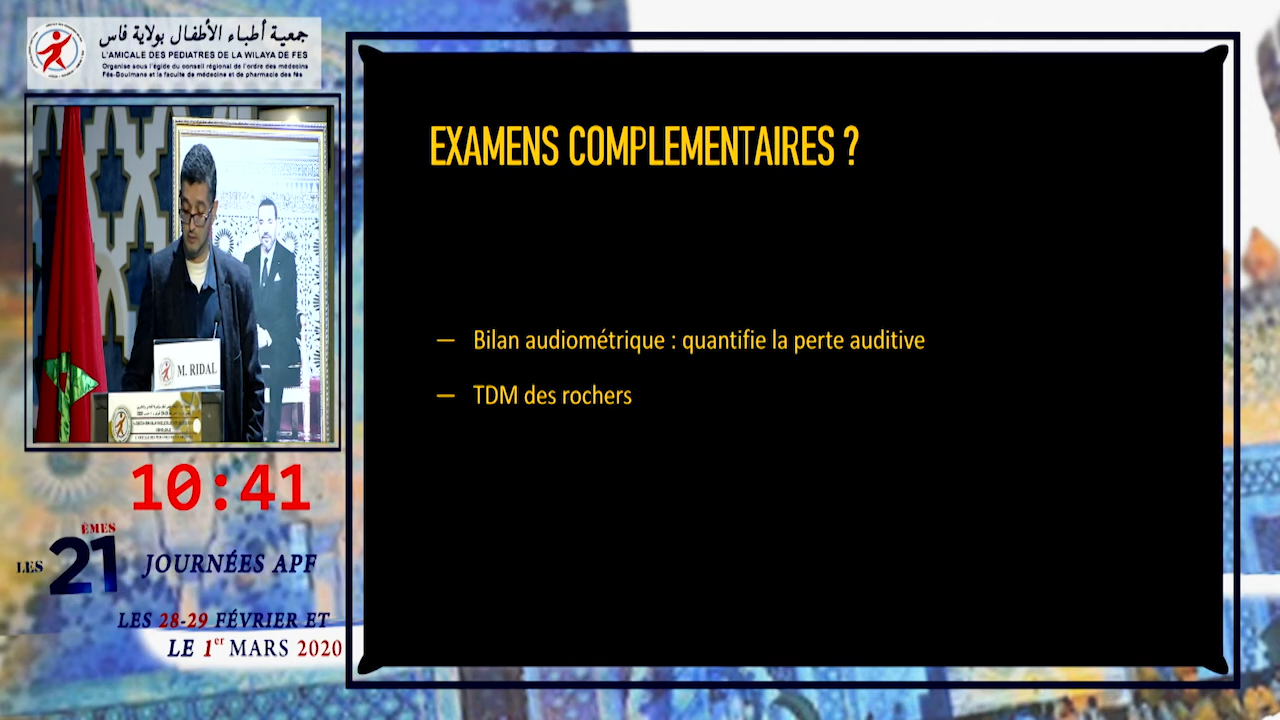 جمعية أطباء الأطفال بولاية فاس
L'AMICALE DES PEDIATRES DE LA WILAYA DE FES
Organise sous l'égide du conseil régional de l'ordre des médecins
Fès-Boulmans et la faculte de médecine et de pharmacie des fès
M. RIDAL
10:41
LES 21 ÈMES JOURNÉES APF
LES 28-29 FÉVRIER ET
LE 1er MARS 2020
EXAMENS COMPLEMENTAIRES ?
— Bilan audiométrique : quantifie la perte auditive
— TDM des rochers